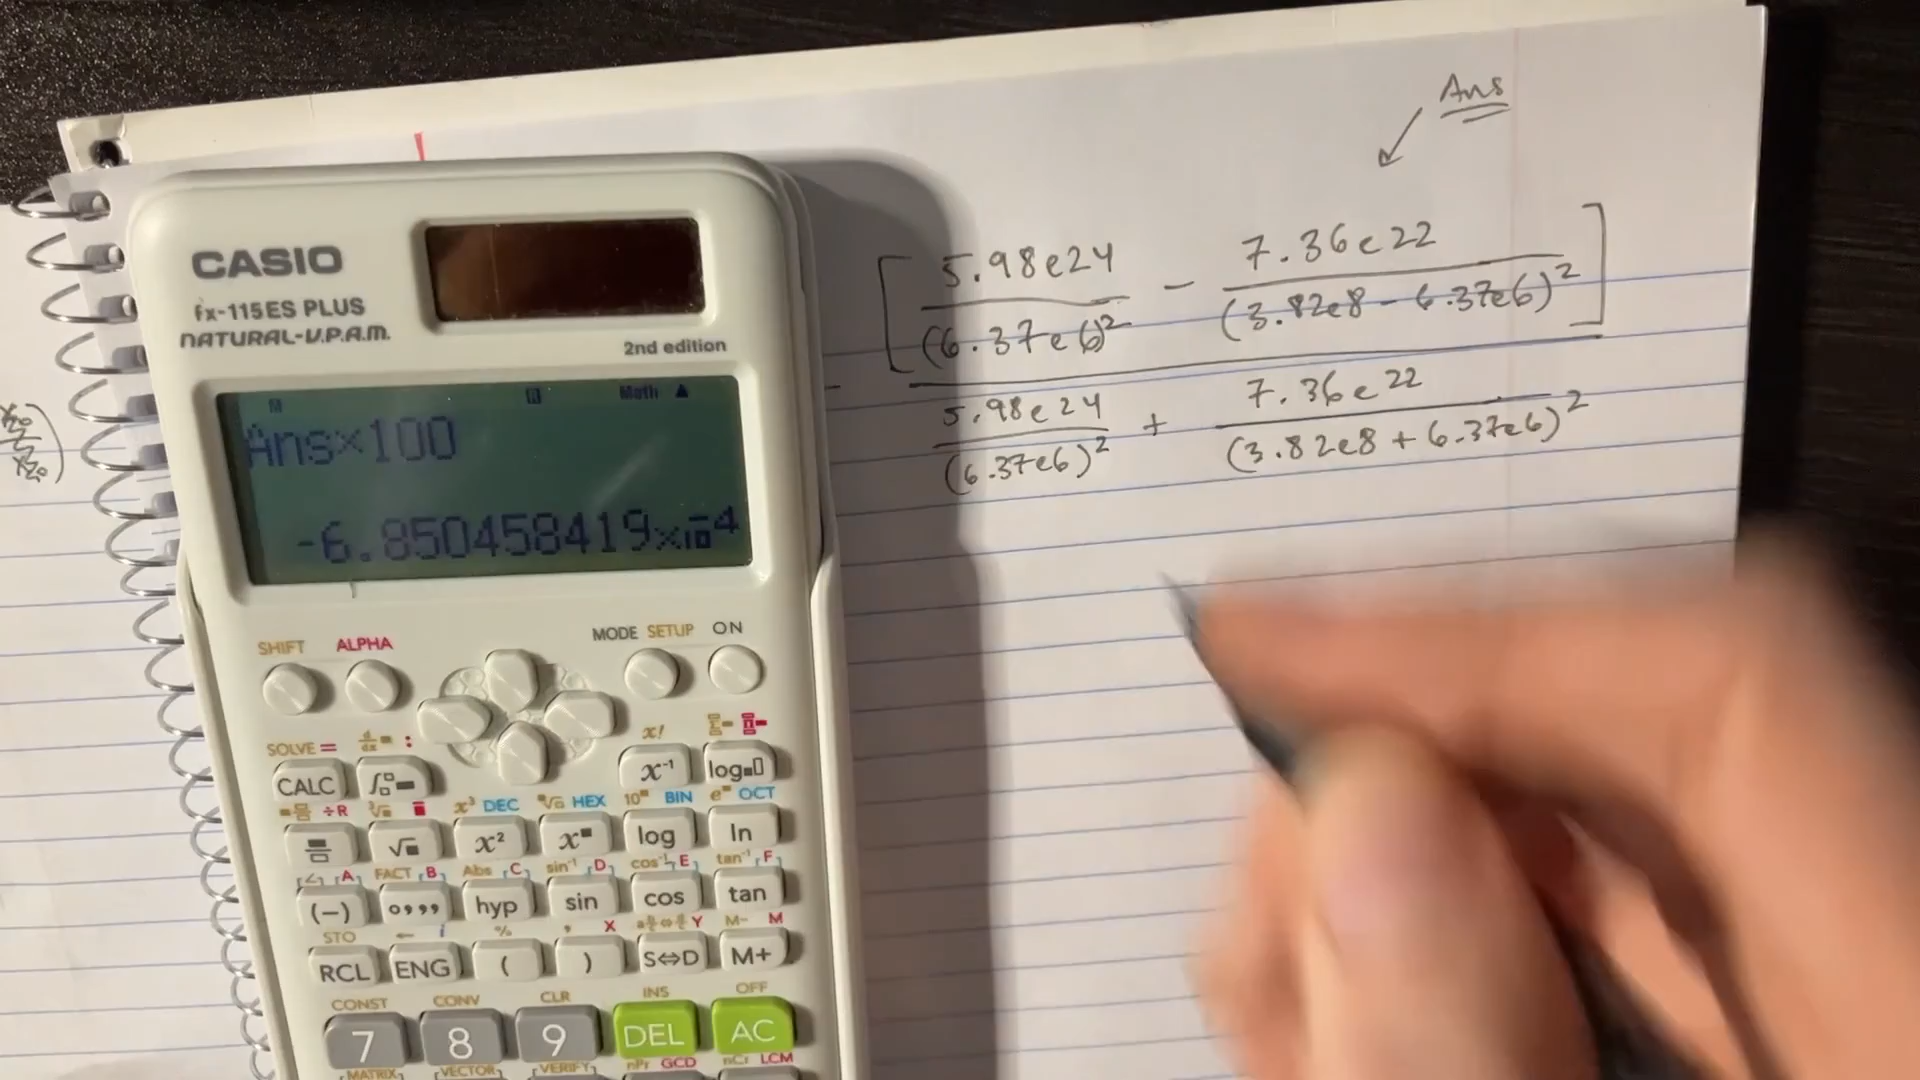 Ans
5.98e24 - 7.36e22
(6.37e6)² (3.82e8 - 6.37e6)²
5.98e24 + 7.36e22
(6.37e6)² (3.82e8 + 6.37e6)²
CASIO
fx-115ES PLUS
NATURAL-V.P.A.M.
2nd edition
M Math ▲
Ans×100
-6.850458419×10⁻⁴
SHIFT ALPHA MODE SETUP ON
x!
SOLVE =
CALC x⁻¹ log
÷R x³ DEC HEX 10 BIN e OCT
x² x log ln
A FACT B Abs C sin⁻¹ D cos⁻¹ E tan⁻¹ F
(−) hyp sin cos tan
STO ← i % , X Y M− M
RCL ENG ( ) S⇔D M+
CONST CONV CLR INS OFF
7 8 9 DEL AC
MATRIX VECTOR VERIFY nPr GCD nCr LCM